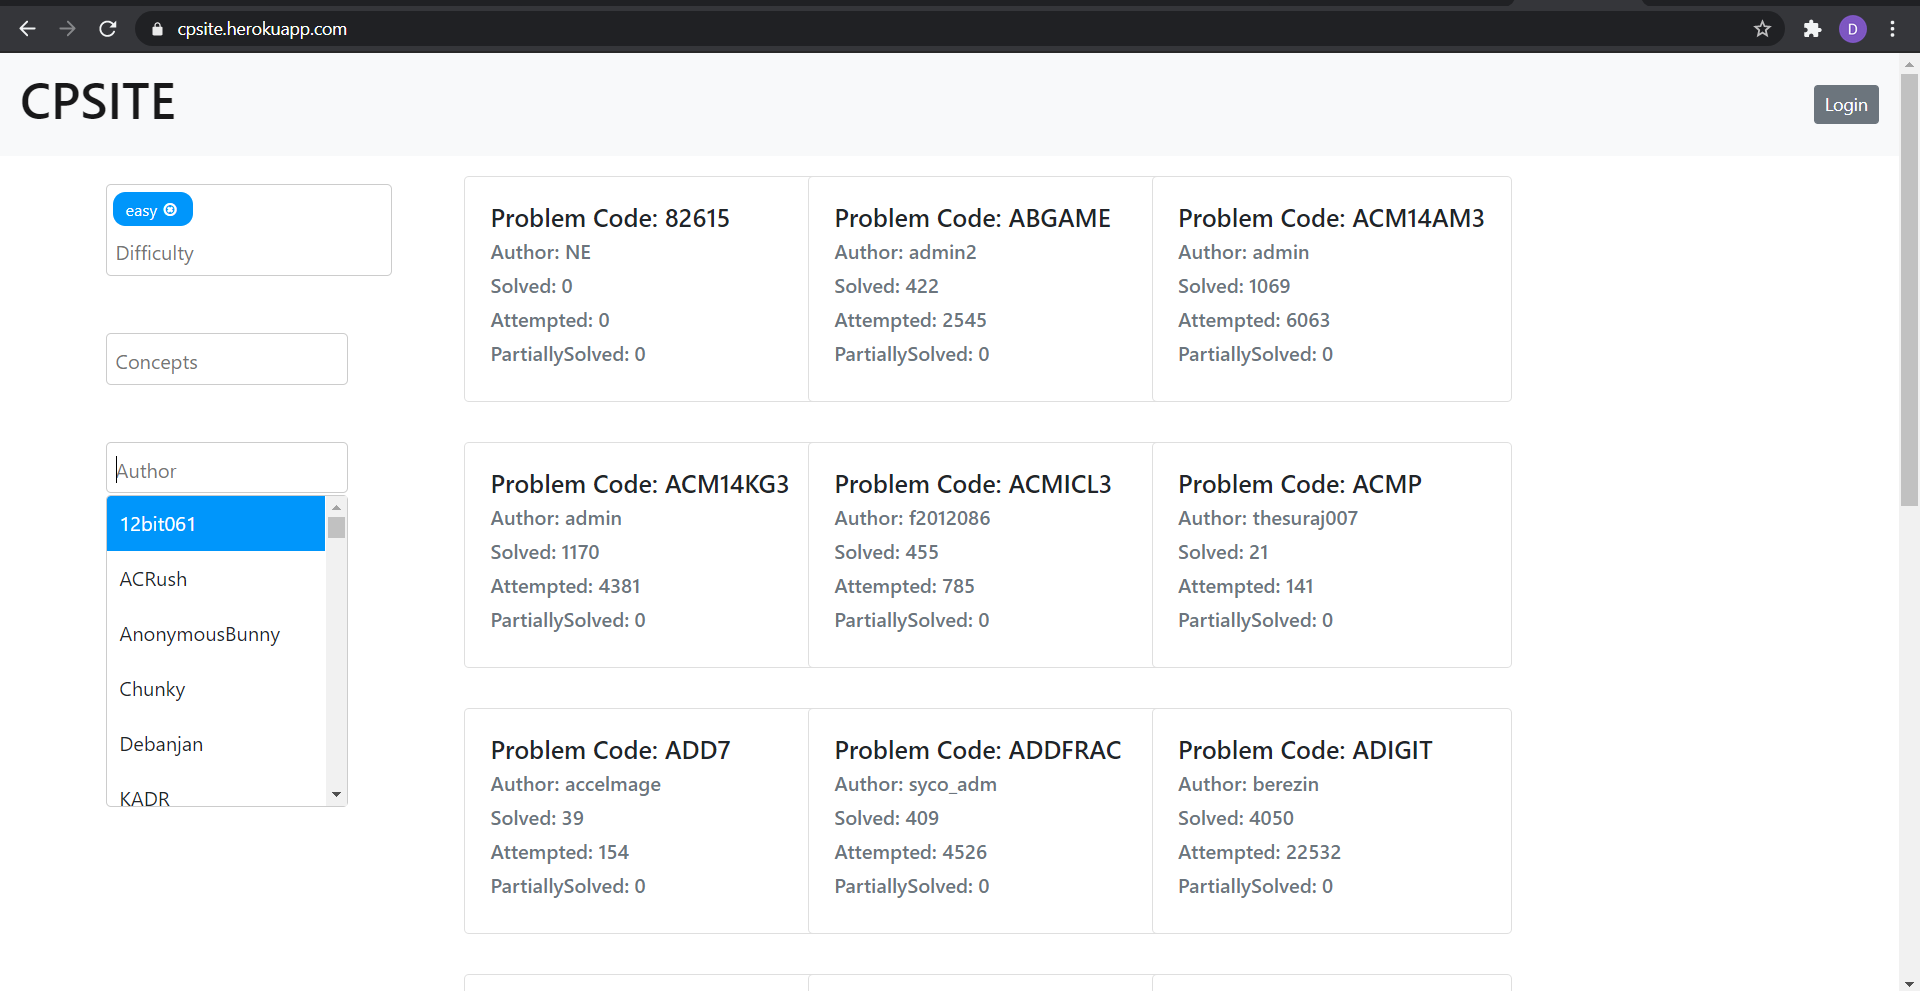 cpsite.herokuapp.com
D
CPSITE
Login
easy
Difficulty
Concepts
Author
12bit061
ACRush
AnonymousBunny
Chunky
Debanjan
KADR
Problem Code: 82615
Author: NE
Solved: 0
Attempted: 0
PartiallySolved: 0
Problem Code: ABGAME
Author: admin2
Solved: 422
Attempted: 2545
PartiallySolved: 0
Problem Code: ACM14AM3
Author: admin
Solved: 1069
Attempted: 6063
PartiallySolved: 0
Problem Code: ACM14KG3
Author: admin
Solved: 1170
Attempted: 4381
PartiallySolved: 0
Problem Code: ACMICL3
Author: f2012086
Solved: 455
Attempted: 785
PartiallySolved: 0
Problem Code: ACMP
Author: thesuraj007
Solved: 21
Attempted: 141
PartiallySolved: 0
Problem Code: ADD7
Author: accelmage
Solved: 39
Attempted: 154
PartiallySolved: 0
Problem Code: ADDFRAC
Author: syco_adm
Solved: 409
Attempted: 4526
PartiallySolved: 0
Problem Code: ADIGIT
Author: berezin
Solved: 4050
Attempted: 22532
PartiallySolved: 0